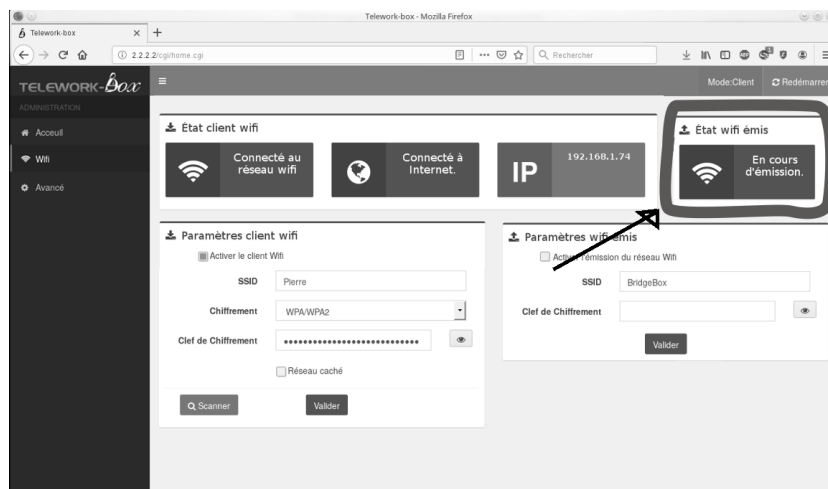 Telework-box - Mozilla Firefox
Telework-box
2.2.2.2/cgi/home.cgi
Rechercher
TELEWORK-Box
Mode:Client
Redémarrer
ADMINISTRATION
Acceuil
Wifi
Avancé
État client wifi
Connecté au
réseau wifi
Connecté à
Internet.
IP
192.168.1.74
État wifi émis
En cours
d'émission.
Paramètres client wifi
Activer le client Wifi
SSID
Pierre
Chiffrement
WPA/WPA2
Clef de Chiffrement
Réseau caché
Scanner
Valider
Paramètres wifi émis
Activer l'émission du réseau Wifi
SSID
BridgeBox
Clef de Chiffrement
Valider